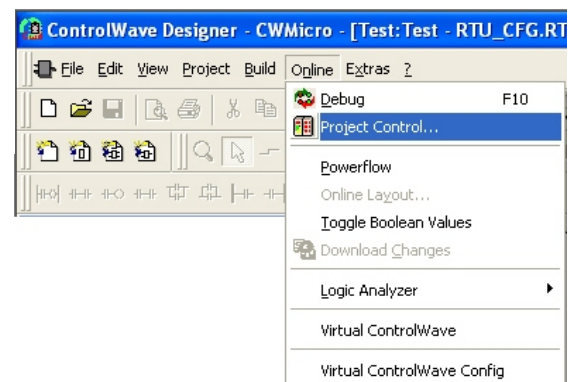 ControlWave Designer - CWMicro - [Test:Test - RTU_CFG.RT
File Edit View Project Build Online Extras ?
Debug F10
Project Control...
Powerflow
Online Layout...
Toggle Boolean Values
Download Changes
Logic Analyzer
Virtual ControlWave
Virtual ControlWave Config